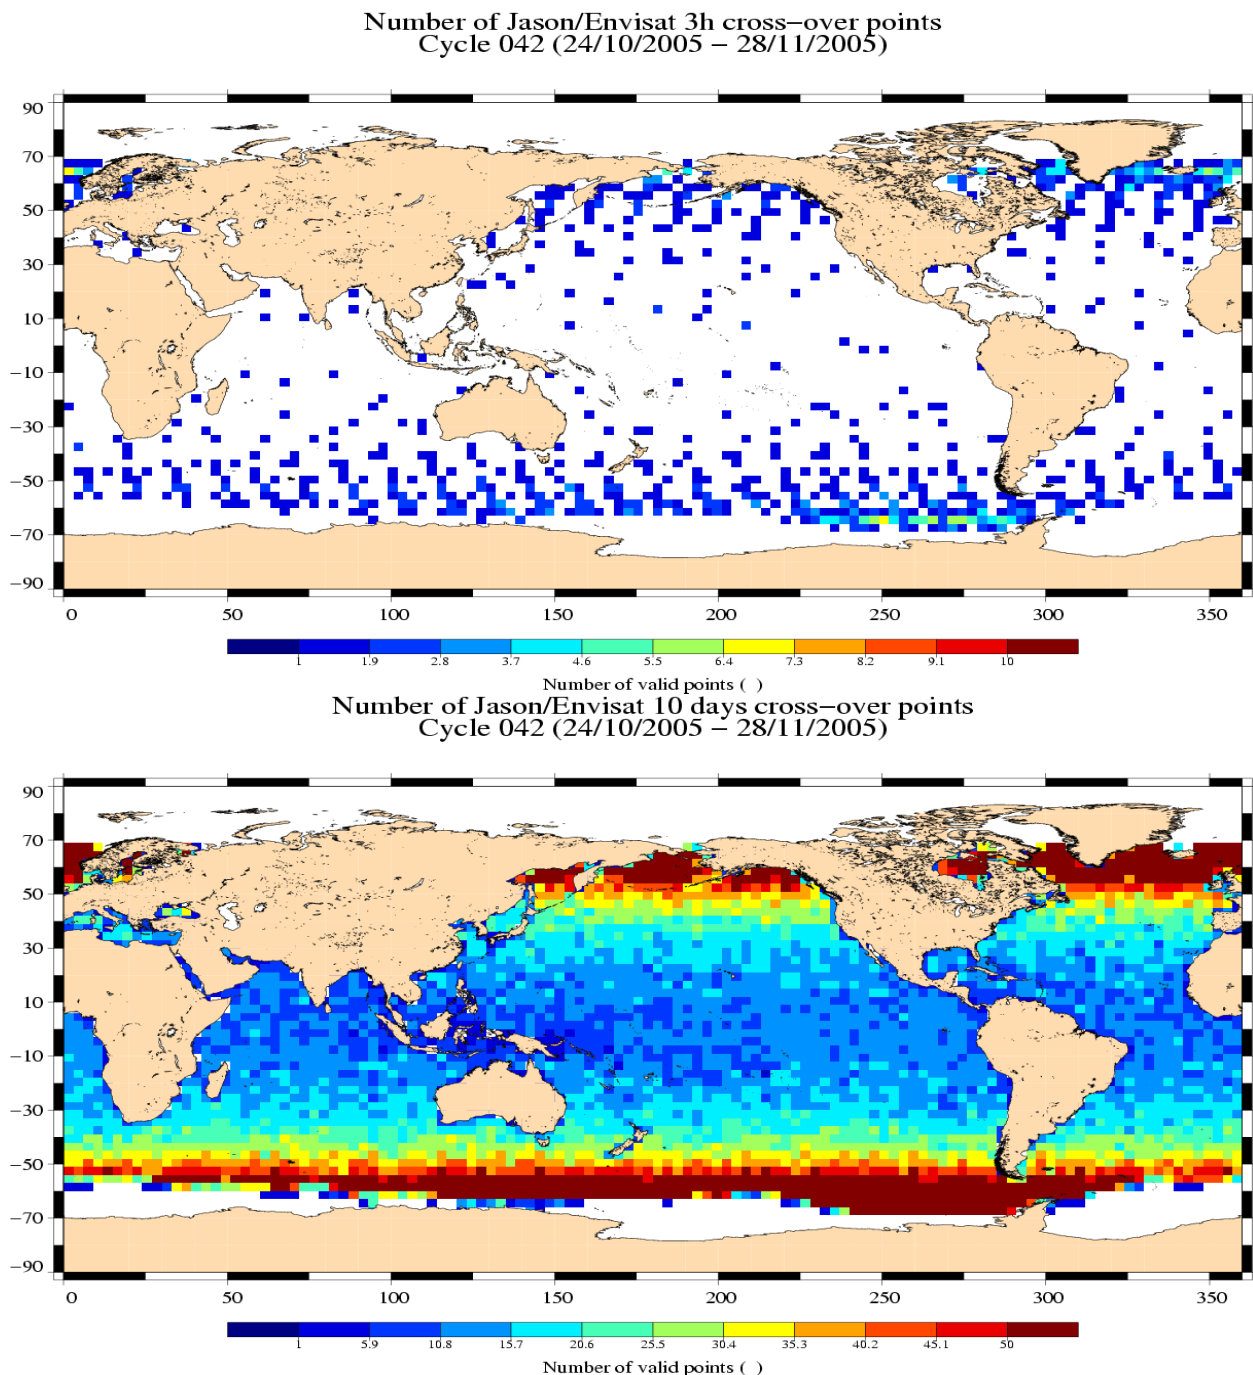 Number of Jason/Envisat 3h cross−over points
Cycle 042 (24/10/2005 − 28/11/2005)
90
70
50
30
10
−10
−30
−50
−70
−90
0 50 100 150 200 250 300 350
1 1.9 2.8 3.7 4.6 5.5 6.4 7.3 8.2 9.1 10
Number of valid points ( )
Number of Jason/Envisat 10 days cross−over points
Cycle 042 (24/10/2005 − 28/11/2005)
90
70
50
30
10
−10
−30
−50
−70
−90
0 50 100 150 200 250 300 350
1 5.9 10.8 15.7 20.6 25.5 30.4 35.3 40.2 45.1 50
Number of valid points ( )